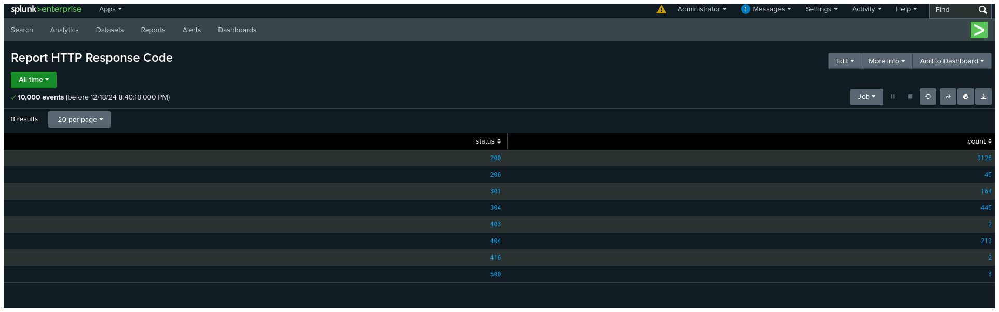 splunk>enterprise Apps Administrator 1 Messages Settings Activity Help Find
Search Analytics Datasets Reports Alerts Dashboards
Report HTTP Response Code
Edit More Info Add to Dashboard
All time
10,000 events (before 12/18/24 8:40:18.000 PM)
Job
8 results 20 per page
status count
200 9126
206 45
301 164
304 445
403 2
404 213
416 2
500 3